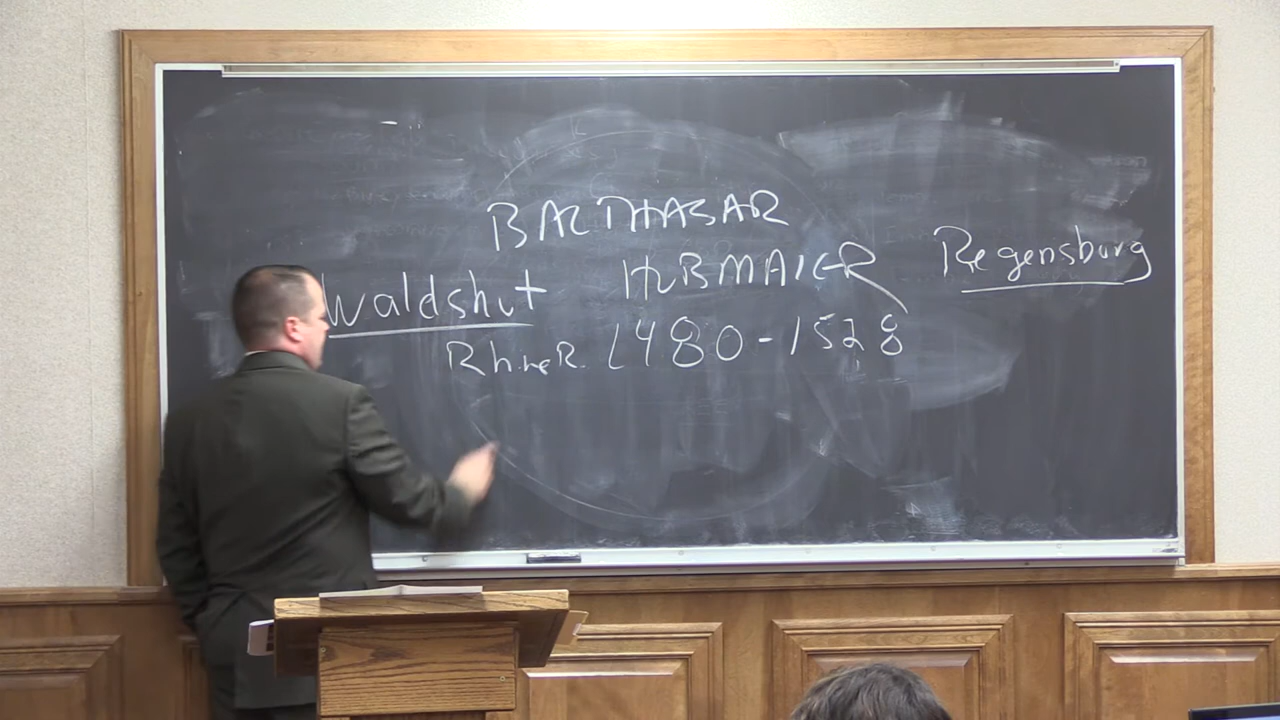 BALTHASAR
HUBMAIER
Regensburg
Waldshut
Rhine R. 1480-1528